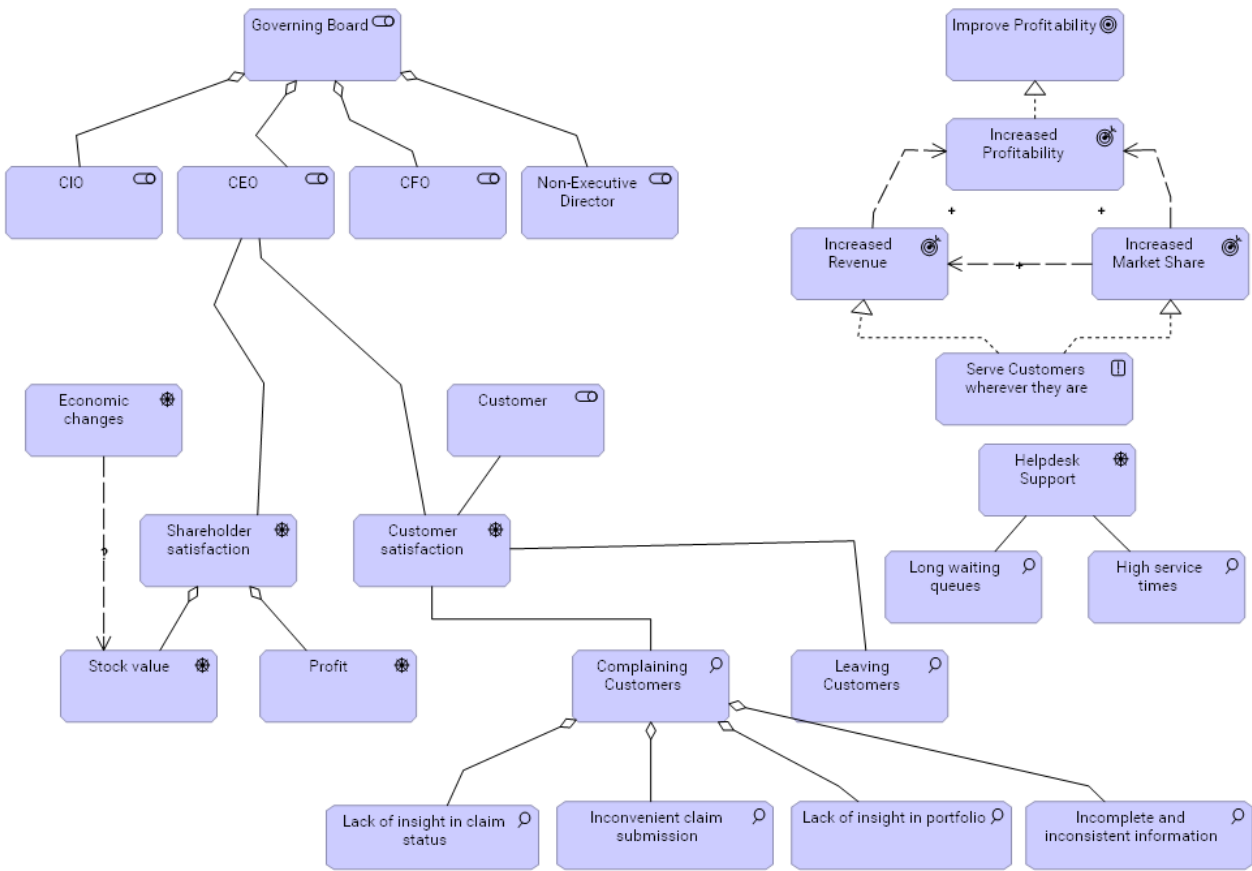 Governing Board
Improve Profitability
Increased
Profitability
CIO
CEO
CFO
Non-Executive
Director
+
+
Increased
Revenue
+
Increased
Market Share
Serve Customers
wherever they are
Economic
changes
Customer
Helpdesk
Support
?
Shareholder
satisfaction
Customer
satisfaction
Long waiting
queues
High service
times
Stock value
Profit
Complaining
Customers
Leaving
Customers
Lack of insight in claim
status
Inconvenient claim
submission
Lack of insight in portfolio
Incomplete and
inconsistent information